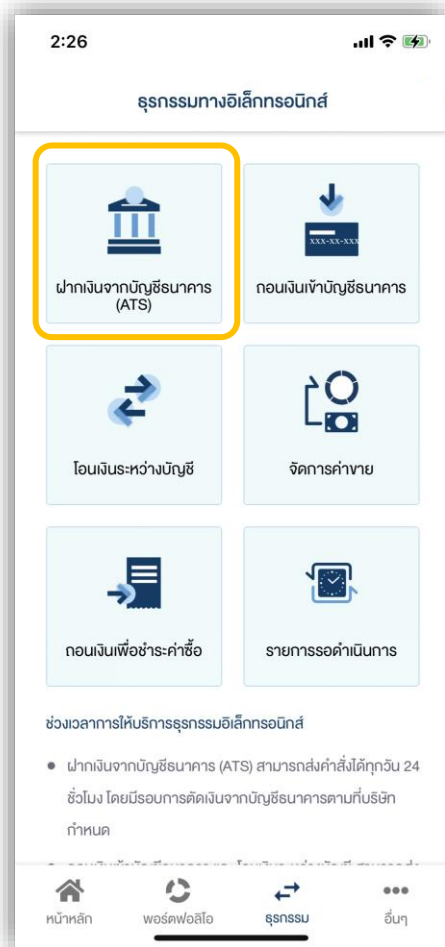 2:26
ธุรกรรมทางอิเล็กทรอนิกส์
ฝากเงินจากบัญชีธนาคาร
(ATS)
XXX-XX-XXX
ถอนเงินเข้าบัญชีธนาคาร
โอนเงินระหว่างบัญชี
จัดการค่าขาย
ถอนเงินเพื่อชำระค่าซื้อ
รายการรอดำเนินการ
ช่วงเวลาการให้บริการธุรกรรมอิเล็กทรอนิกส์
• ฝากเงินจากบัญชีธนาคาร (ATS) สามารถส่งคำสั่งได้ทุกวัน 24
ชั่วโมง โดยมีรอบการตัดเงินจากบัญชีธนาคารตามที่บริษัท
กำหนด
หน้าหลัก
พอร์ตฟอลิโอ
ธุรกรรม
อื่นๆ